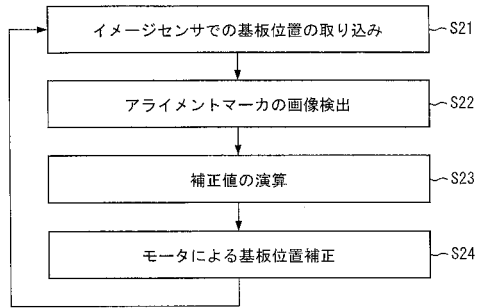 イメージセンサでの基板位置の取り込み S21
アライメントマーカの画像検出 S22
補正値の演算 S23
モータによる基板位置補正 S24